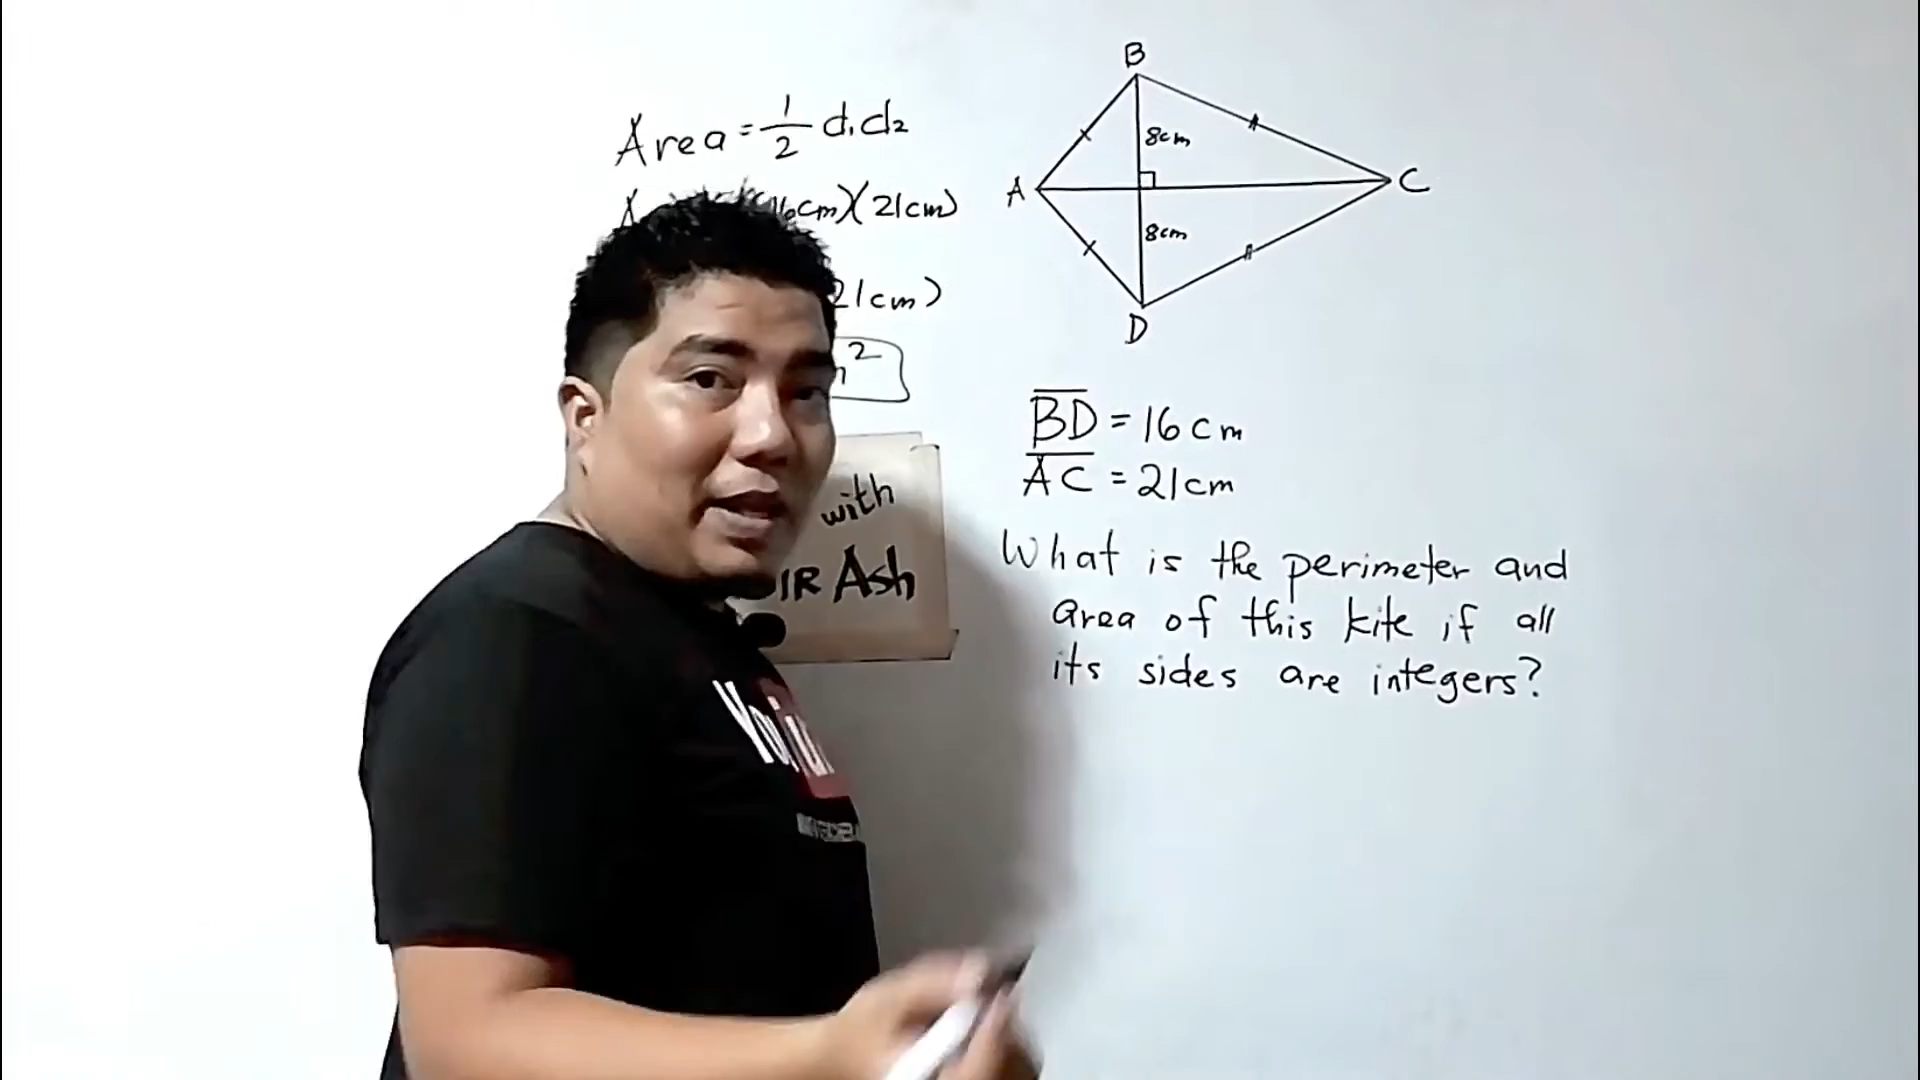 Area = 1/2 d₁d₂
cm)(21cm)
21cm)
2
with
SIR Ash
B
A
C
D
8cm
8cm
BD = 16cm
AC = 21cm
What is the perimeter and
area of this kite if all
its sides are integers?